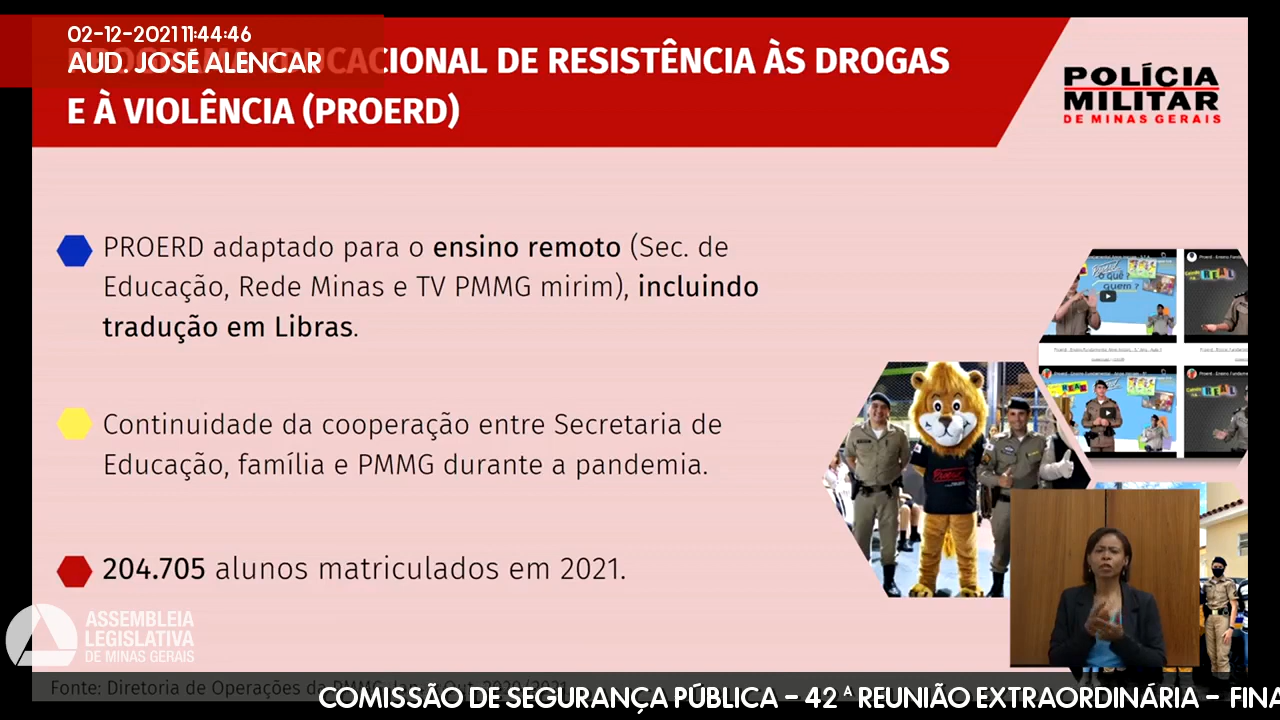 02-12-2021 11:44:46
AUD. JOSÉ ALENCAR
CIONAL DE RESISTÊNCIA ÀS DROGAS
E À VIOLÊNCIA (PROERD)
POLÍCIA
MILITAR
DE MINAS GERAIS
PROERD adaptado para o ensino remoto (Sec. de
Educação, Rede Minas e TV PMMG mirim), incluindo
tradução em Libras.
Continuidade da cooperação entre Secretaria de
Educação, família e PMMG durante a pandemia.
204.705 alunos matriculados em 2021.
ASSEMBLEIA
LEGISLATIVA
DE MINAS GERAIS
Fonte: Diretoria de Operações da PMMG
COMISSÃO DE SEGURANÇA PÚBLICA – 42ª REUNIÃO EXTRAORDINÁRIA – FINA